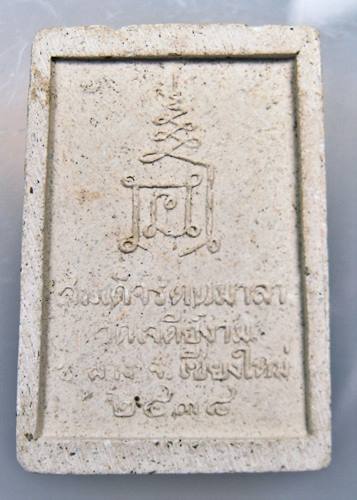 สมเด็จรตนมาลา
วัดเจดีย์งาม
อ.ฝาง จ.เชียงใหม่
๒๕๓๔